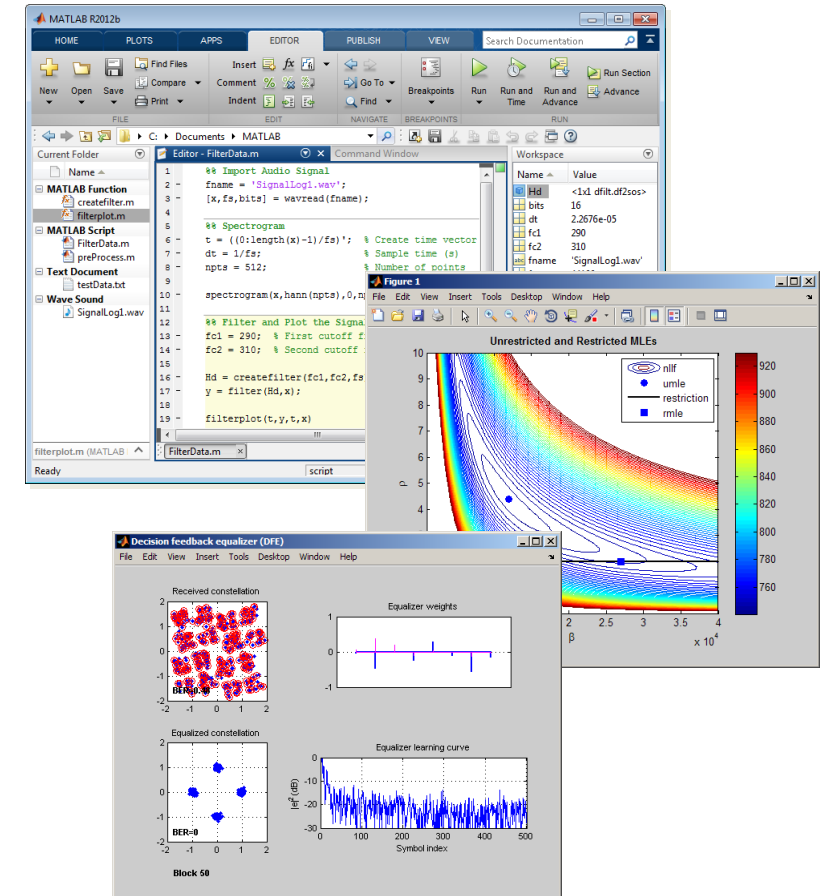 MATLAB R2012b
HOME PLOTS APPS EDITOR PUBLISH VIEW Search Documentation
New Open Save Find Files Compare Print
Insert fx Comment Indent
Go To Find
Breakpoints Run Run and Time Run and Advance Run Section Advance
FILE EDIT NAVIGATE BREAKPOINTS RUN
C: Documents MATLAB
Current Folder
Name
MATLAB Function
createfilter.m
filterplot.m
MATLAB Script
FilterData.m
preProcess.m
Text Document
testData.txt
Wave Sound
SignalLog1.wav
filterplot.m (MATLAB
Ready
Editor - FilterData.m Command Window
1 %% Import Audio Signal
2 - fname = 'SignalLog1.wav';
3 - [x,fs,bits] = wavread(fname);
4
5 %% Spectrogram
6 - t = ((0:length(x)-1)/fs)'; % Create time vector
7 - dt = 1/fs; % Sample time (s)
8 - npts = 512; % Number of points
9
10 - spectrogram(x,hann(npts),0,n
11
12 %% Filter and Plot the Signa
13 - fc1 = 290; % First cutoff f
14 - fc2 = 310; % Second cutoff
15
16 - Hd = createfilter(fc1,fc2,fs
17 - y = filter(Hd,x);
18
19 - filterplot(t,y,t,x)
FilterData.m
script
Workspace
Name Value
Hd <1x1 dfilt.df2sos>
bits 16
dt 2.2676e-05
fc1 290
fc2 310
fname 'SignalLog1.wav'
Figure 1
File Edit View Insert Tools Desktop Window Help
Unrestricted and Restricted MLEs
nllf
umle
restriction
rmle
10
9
8
7
6
5
4
ρ
2 2.5 3 3.5 4
β
x 10⁴
920
900
880
860
840
820
800
780
760
Decision feedback equalizer (DFE)
File Edit View Insert Tools Desktop Window Help
Received constellation
2
1
0
-1
-2
-2 -1 0 1 2
Equalizer weights
1
0
-1
Equalized constellation
2
1
0
-1
-2
BER=0
-2 -1 0 1 2
Block 50
Equalizer learning curve
|e|² (dB)
0
-10
-20
-30
0 100 200 300 400 500
Symbol index